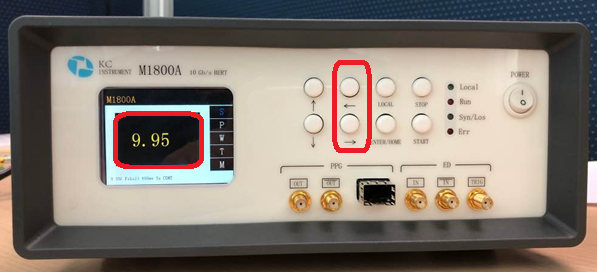 KC
INSTRUMENT M1800A 10 Gb/s BERT
POWER
M1800A
S
P
W
T
M
9.95
↑ ← LOCAL STOP
↓ → ENTER/HOME START
Local
Run
Syn/Los
Err
I
O
PPG
ED
OUT OUT
IN IN TRIG